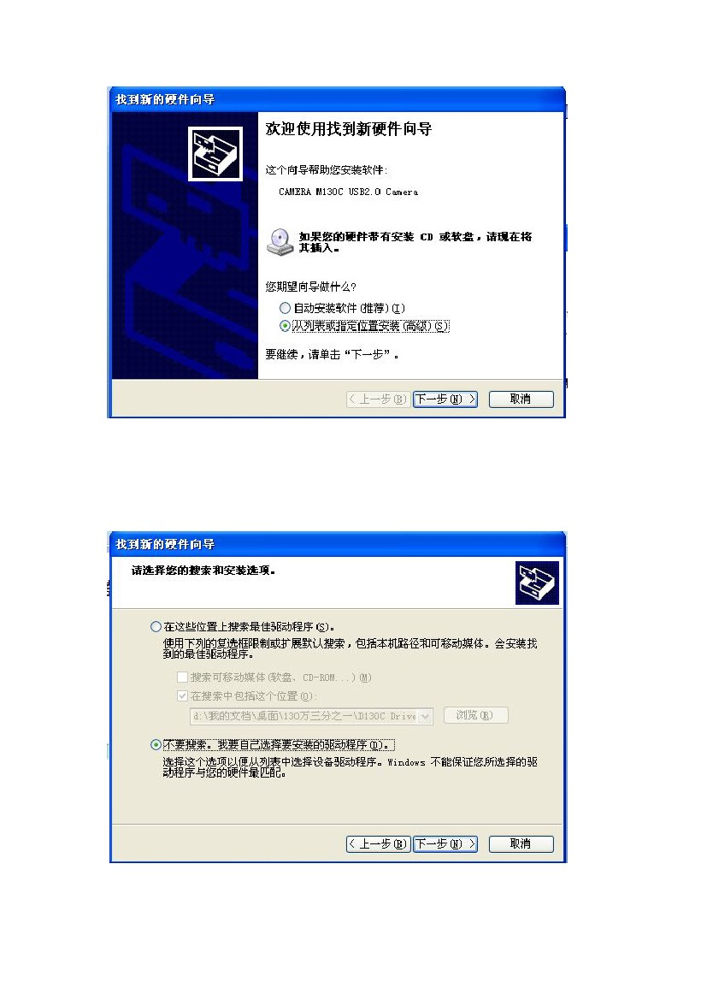 找到新的硬件向导
欢迎使用找到新硬件向导
这个向导帮助您安装软件:
CAMERA M130C USB2.0 Camera
如果您的硬件带有安装 CD 或软盘，请现在将
其插入。
您期望向导做什么?
自动安装软件(推荐)(I)
从列表或指定位置安装(高级)(S)
要继续，请单击“下一步”。
< 上一步(B) 下一步(N) > 取消
找到新的硬件向导
请选择您的搜索和安装选项。
在这些位置上搜索最佳驱动程序(S)。
使用下列的复选框限制或扩展默认搜索，包括本机路径和可移动媒体。会安装找
到的最佳驱动程序。
搜索可移动媒体(软盘、CD-ROM...)(M)
在搜索中包括这个位置(O):
d:\我的文档\桌面\130万三分之一\D130C Drive 浏览(R)
不要搜索。我要自己选择要安装的驱动程序(D)。
选择这个选项以便从列表中选择设备驱动程序。Windows 不能保证您所选择的驱
动程序与您的硬件最匹配。
< 上一步(B) 下一步(N) > 取消